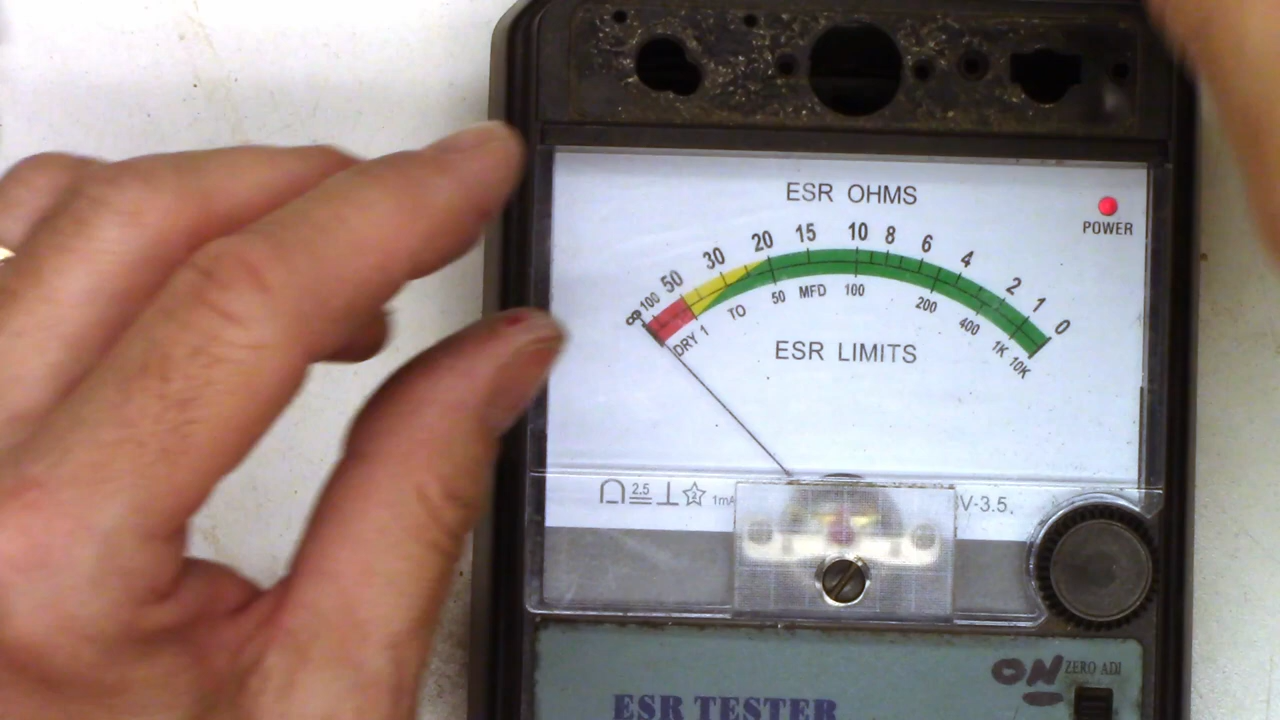 ESR OHMS
POWER
∞ 100 50 30 20 15 10 8 6 4 2 1 0
DRY 1 TO 50 MFD 100 200 400 1K 10K
ESR LIMITS
2.5 2 1mA V-3.5.
ON ZERO ADJ
ESR TESTER